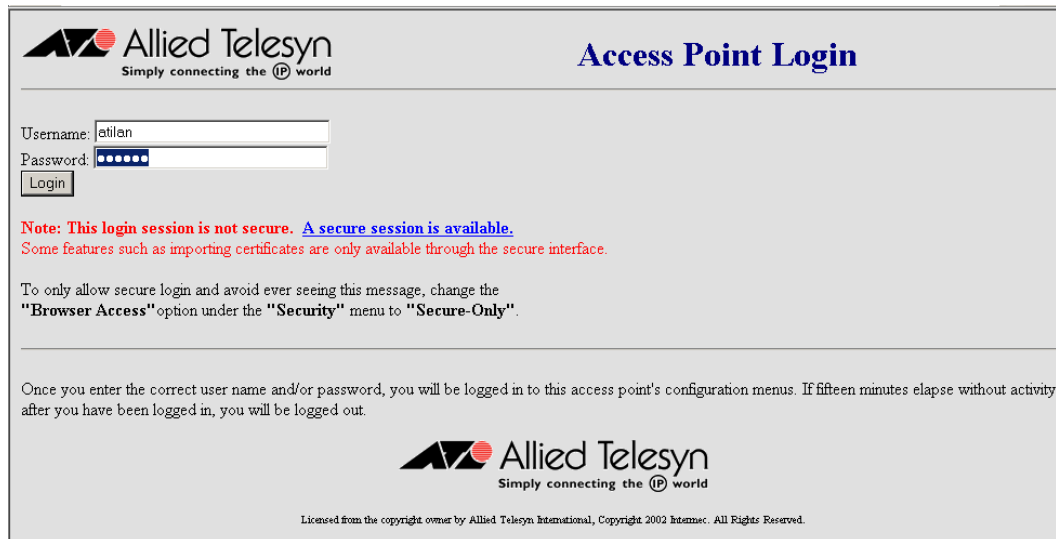 Allied Telesyn
Simply connecting the IP world
Access Point Login
Username: atilan
Password: ●●●●●●
Login
Note: This login session is not secure. A secure session is available.
Some features such as importing certificates are only available through the secure interface.
To only allow secure login and avoid ever seeing this message, change the
"Browser Access"option under the "Security" menu to "Secure-Only".
Once you enter the correct user name and/or password, you will be logged in to this access point's configuration menus. If fifteen minutes elapse without activity
after you have been logged in, you will be logged out.
Allied Telesyn
Simply connecting the IP world
Licensed from the copyright owner by Allied Telesyn International, Copyright 2002 Intermec. All Rights Reserved.